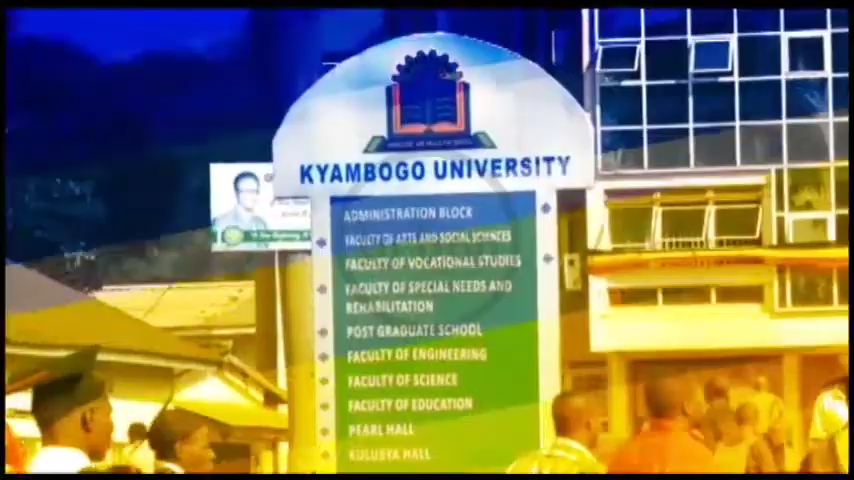 KYAMBOGO UNIVERSITY
ADMINISTRATION BLOCK
FACULTY OF ARTS AND SOCIAL SCIENCES
FACULTY OF VOCATIONAL STUDIES
FACULTY OF SPECIAL NEEDS AND
REHABILITATION
POST GRADUATE SCHOOL
FACULTY OF ENGINEERING
FACULTY OF SCIENCE
FACULTY OF EDUCATION
PEARL HALL
KULUBYA HALL